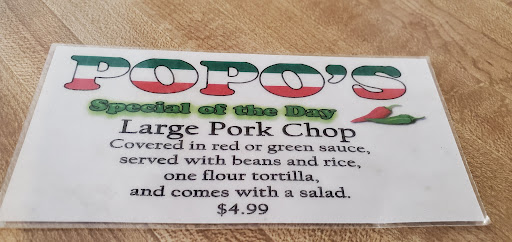 POPO'S
Special of the Day
Large Pork Chop
Covered in red or green sauce,
served with beans and rice,
one flour tortilla,
and comes with a salad.
$4.99